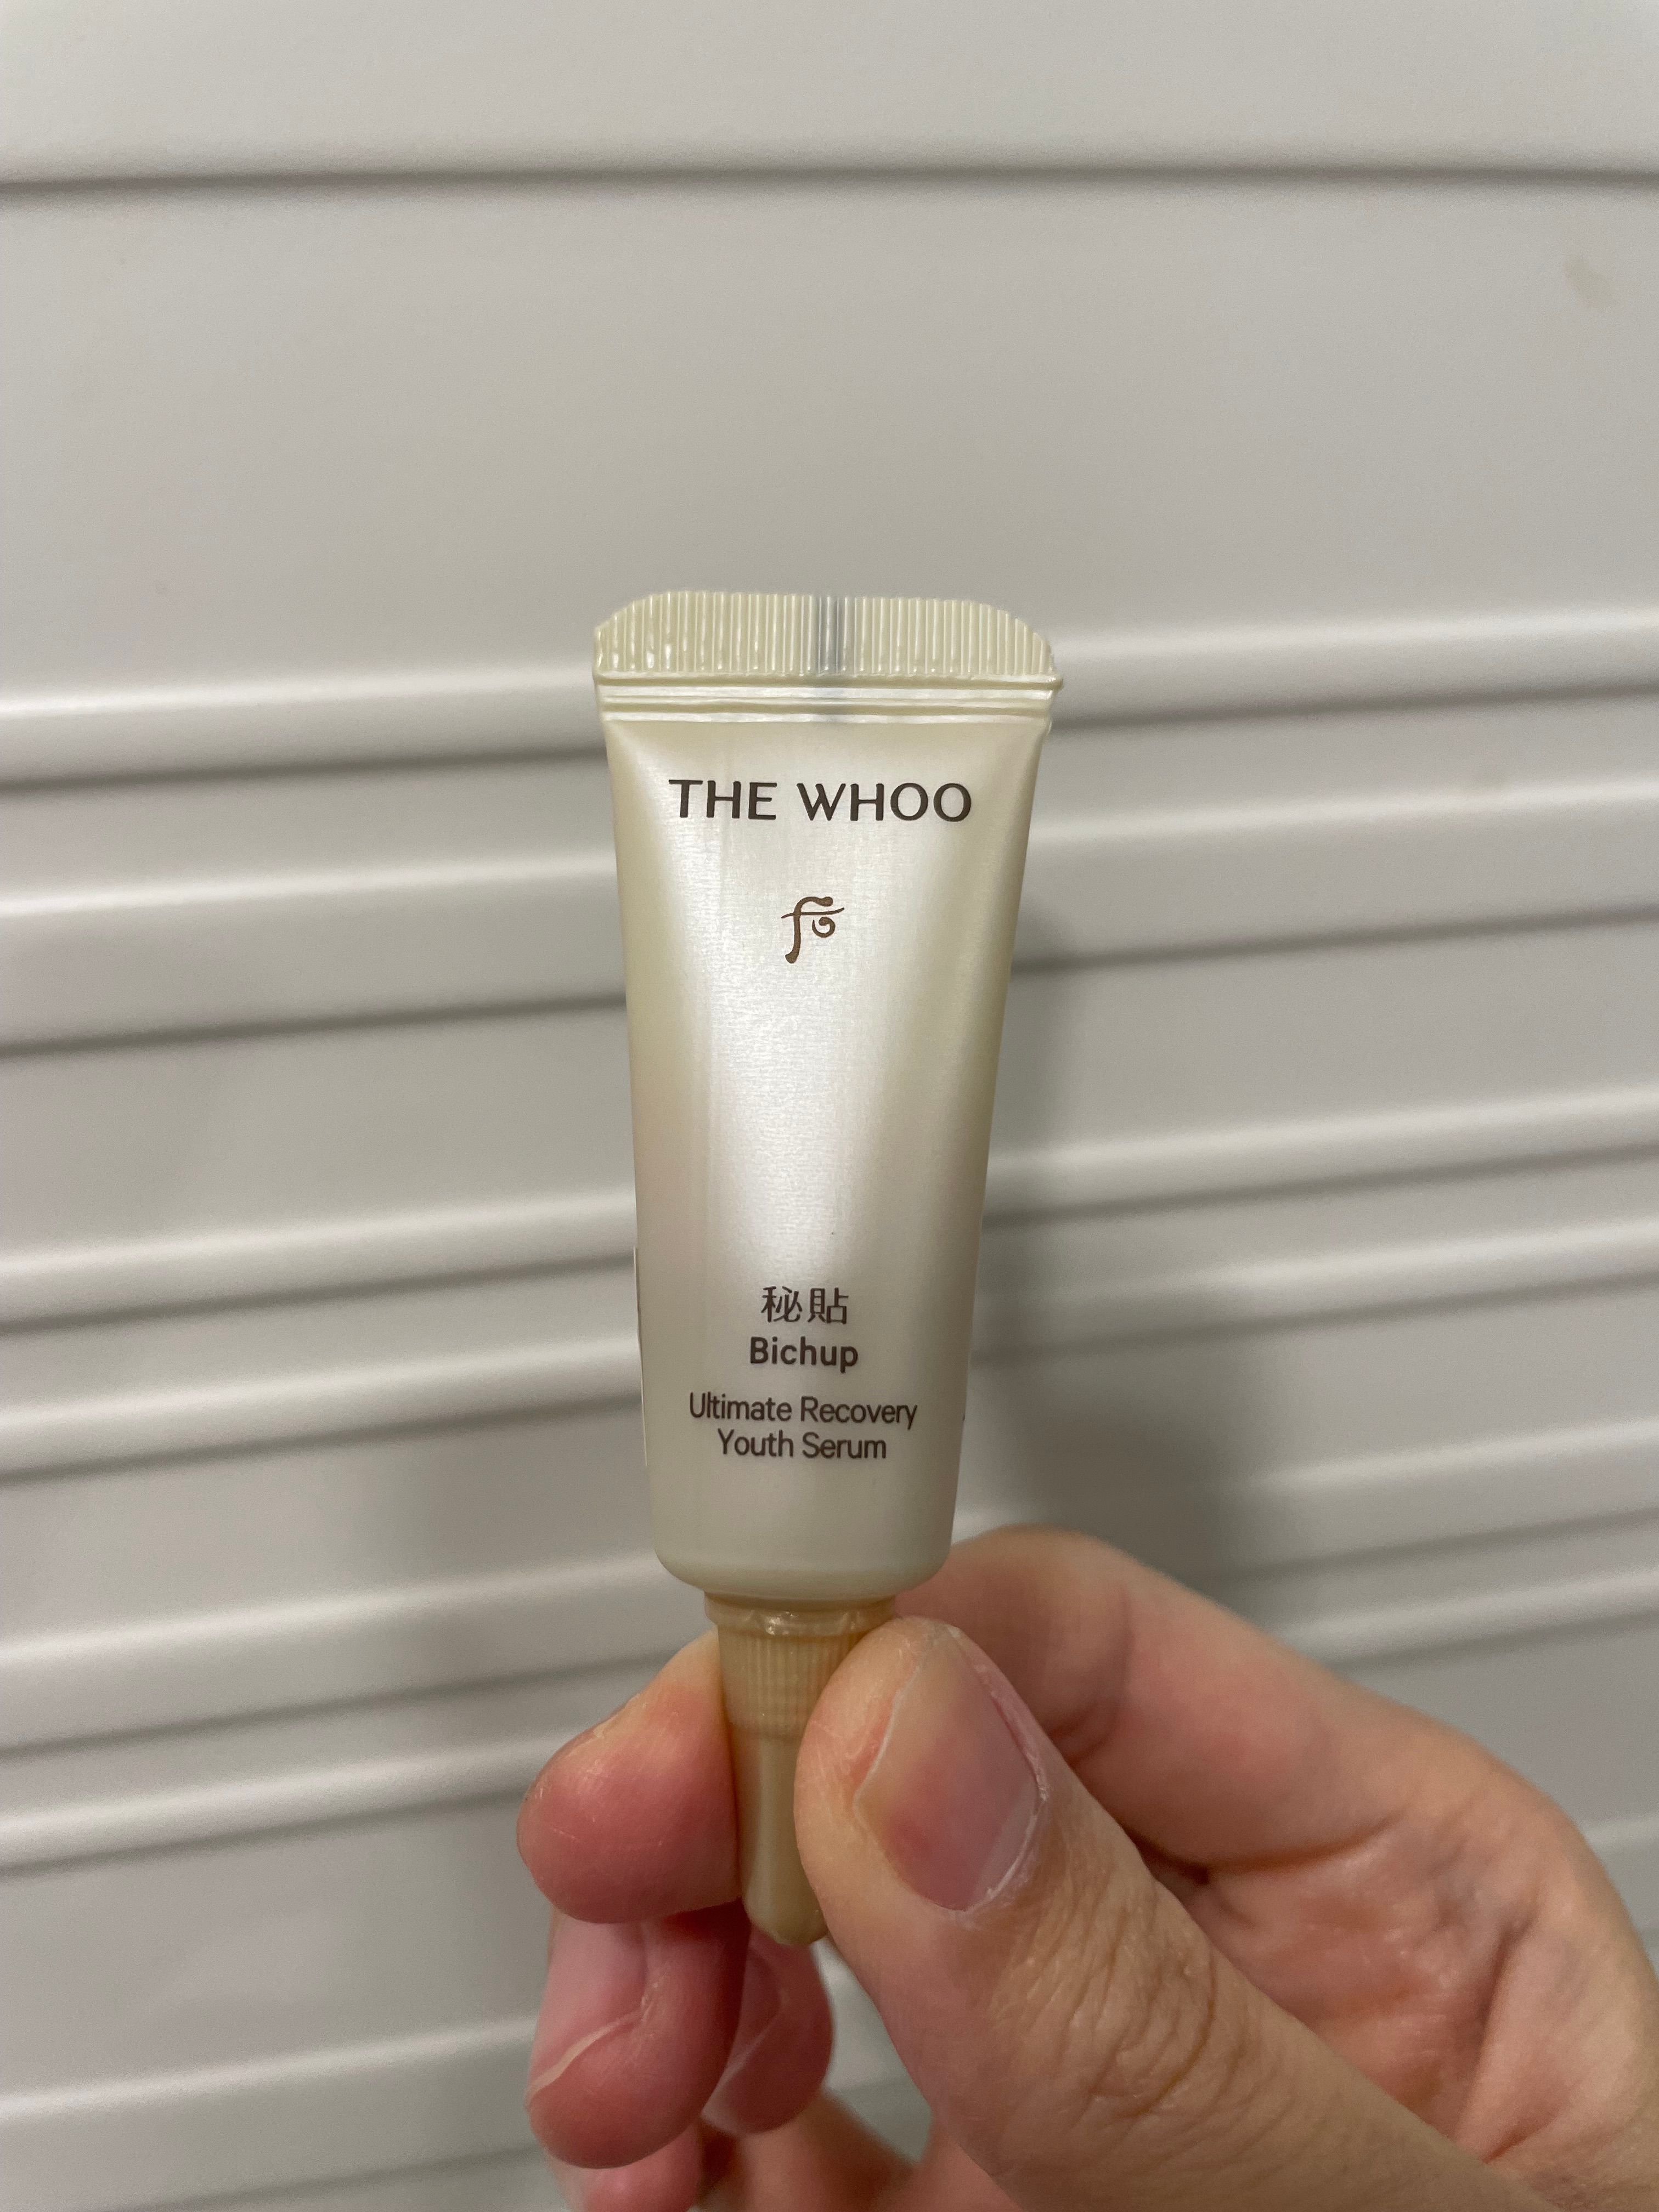 THE WHOO
秘貼
Bichup
Ultimate Recovery
Youth Serum